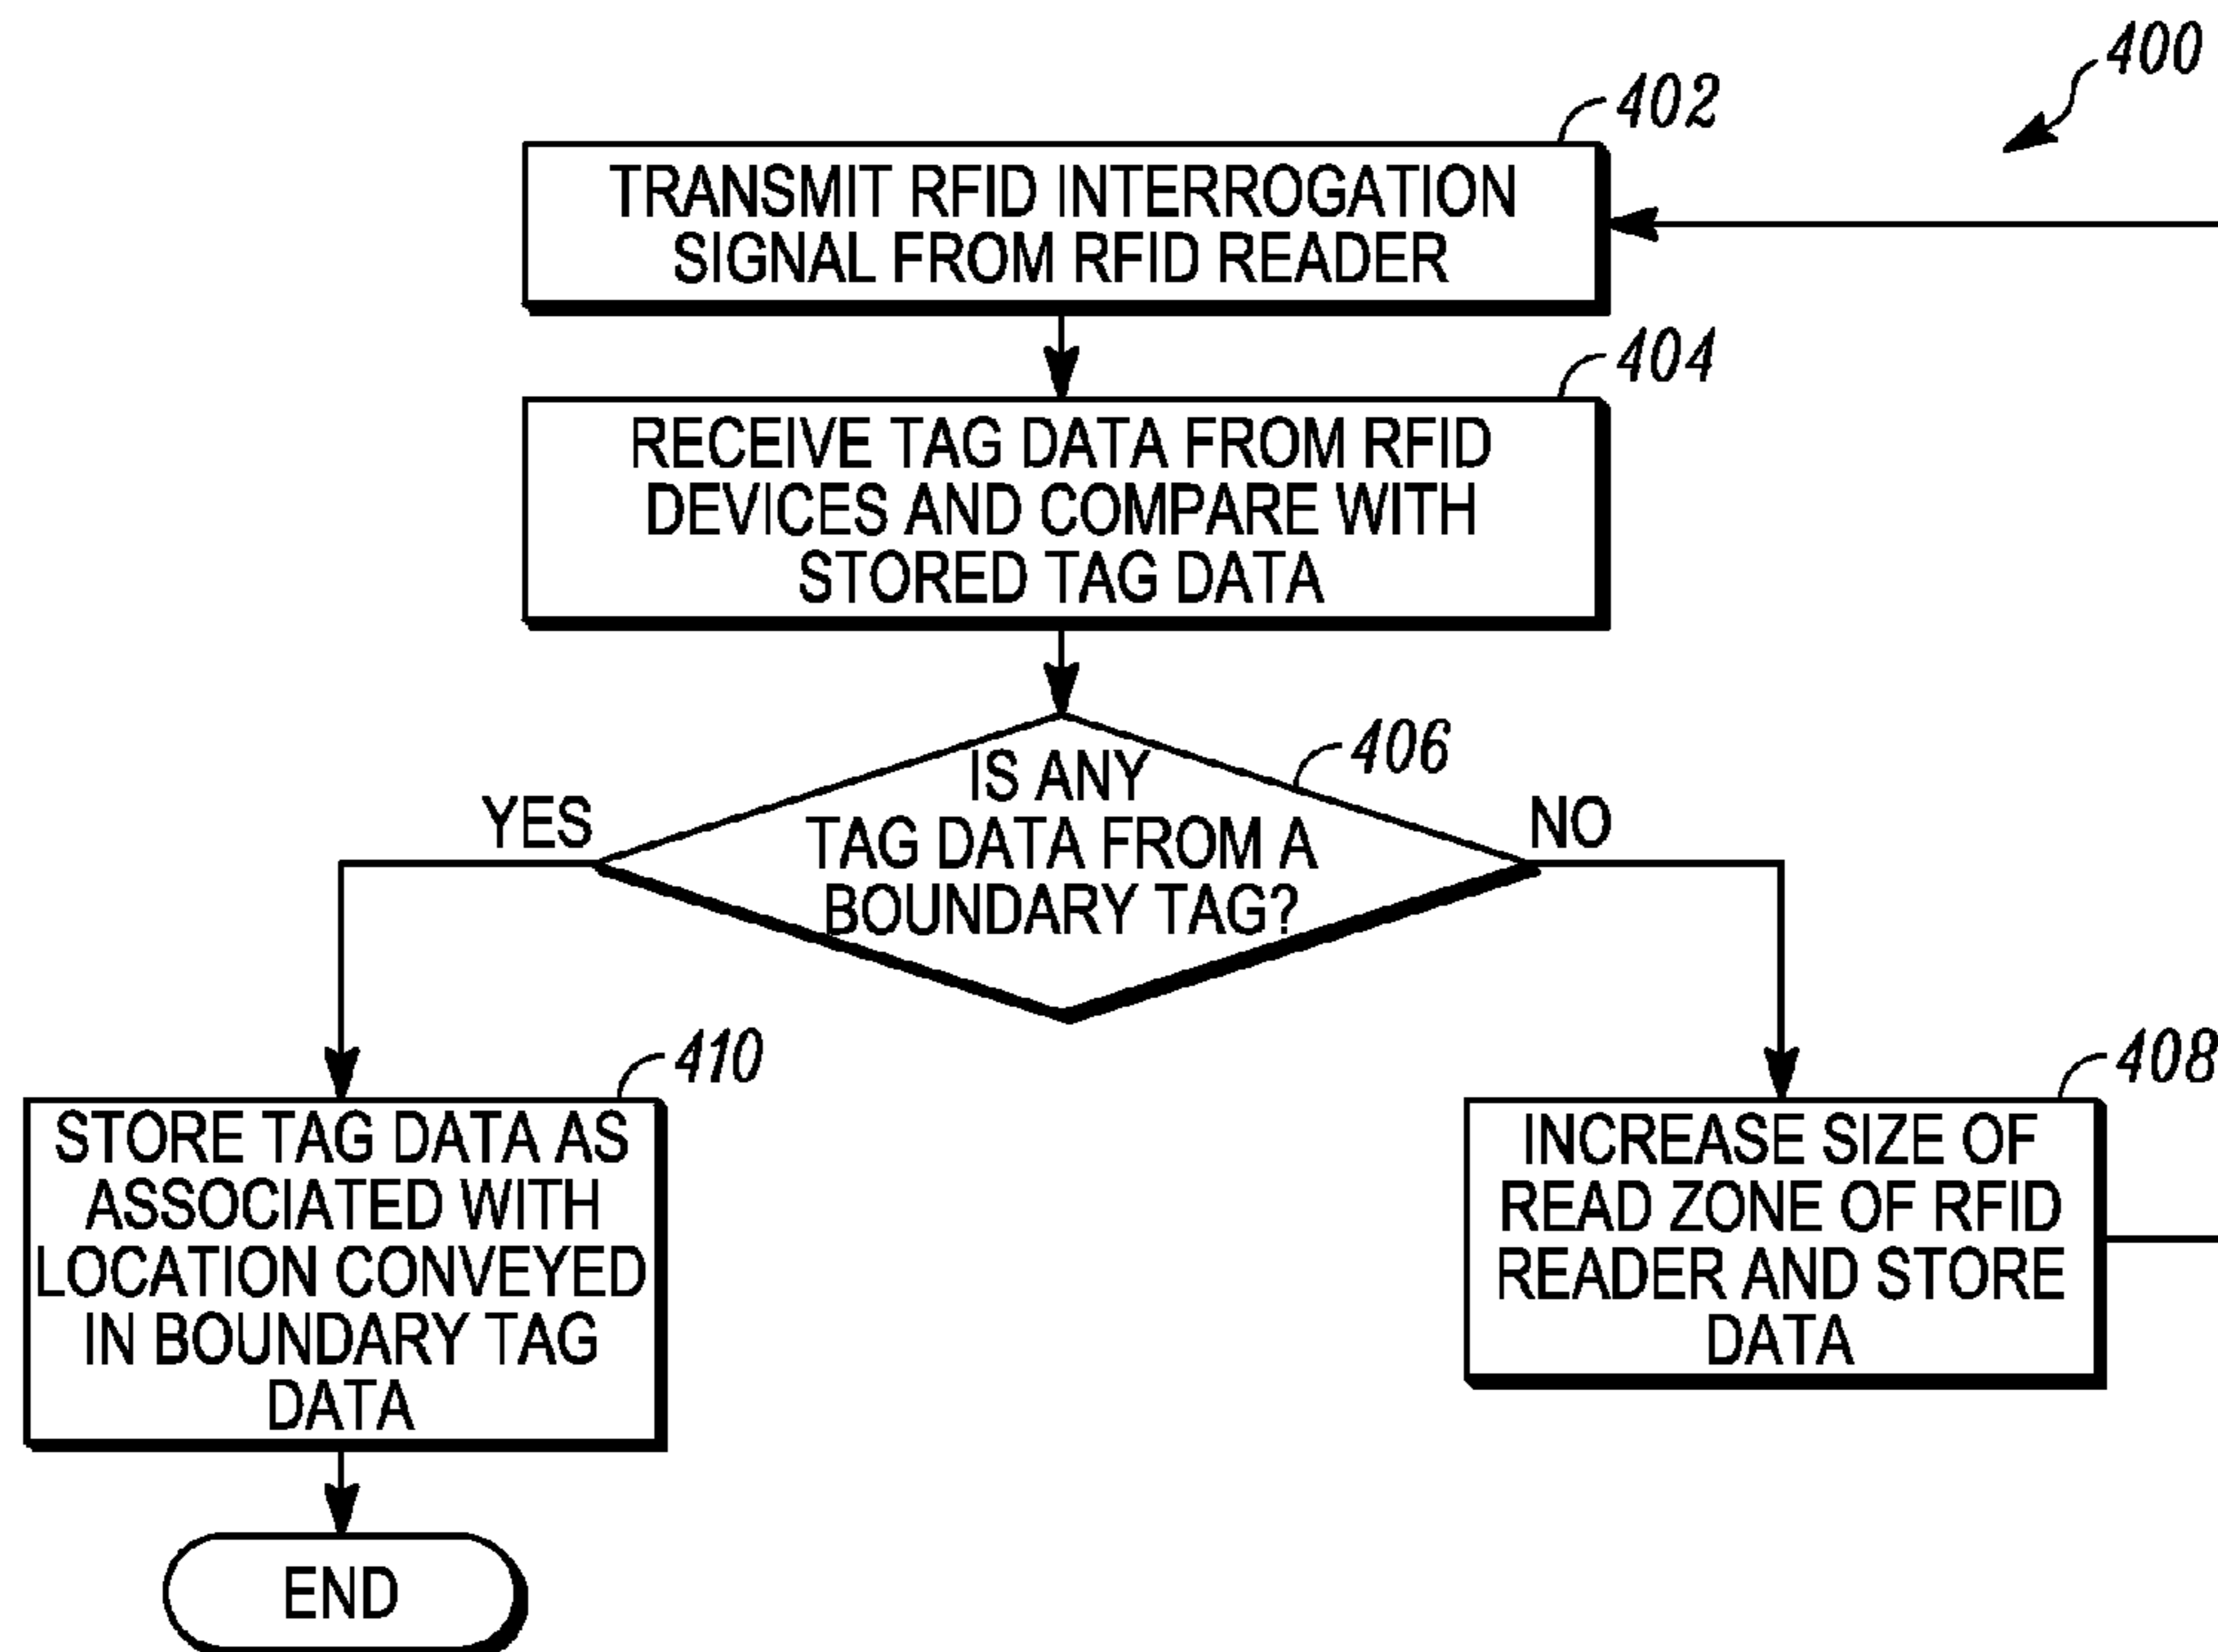 400
402
TRANSMIT RFID INTERROGATION
SIGNAL FROM RFID READER
404
RECEIVE TAG DATA FROM RFID
DEVICES AND COMPARE WITH
STORED TAG DATA
406
IS ANY
TAG DATA FROM A
BOUNDARY TAG?
YES
NO
410
STORE TAG DATA AS
ASSOCIATED WITH
LOCATION CONVEYED
IN BOUNDARY TAG
DATA
408
INCREASE SIZE OF
READ ZONE OF RFID
READER AND STORE
DATA
END